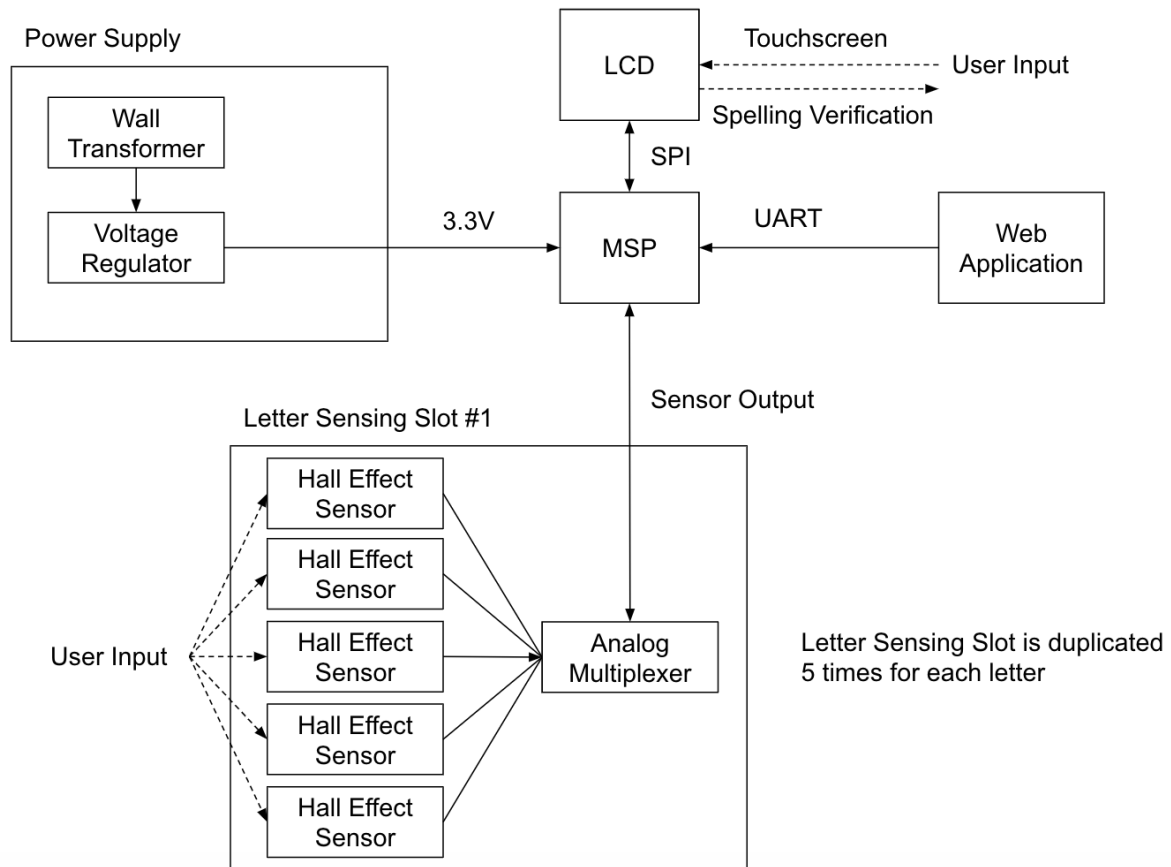 Power Supply
Wall
Transformer
Voltage
Regulator
3.3V
LCD
Touchscreen
User Input
Spelling Verification
SPI
MSP
UART
Web
Application
Sensor Output
Letter Sensing Slot #1
Hall Effect
Sensor
Hall Effect
Sensor
Hall Effect
Sensor
Hall Effect
Sensor
Hall Effect
Sensor
User Input
Analog
Multiplexer
Letter Sensing Slot is duplicated
5 times for each letter